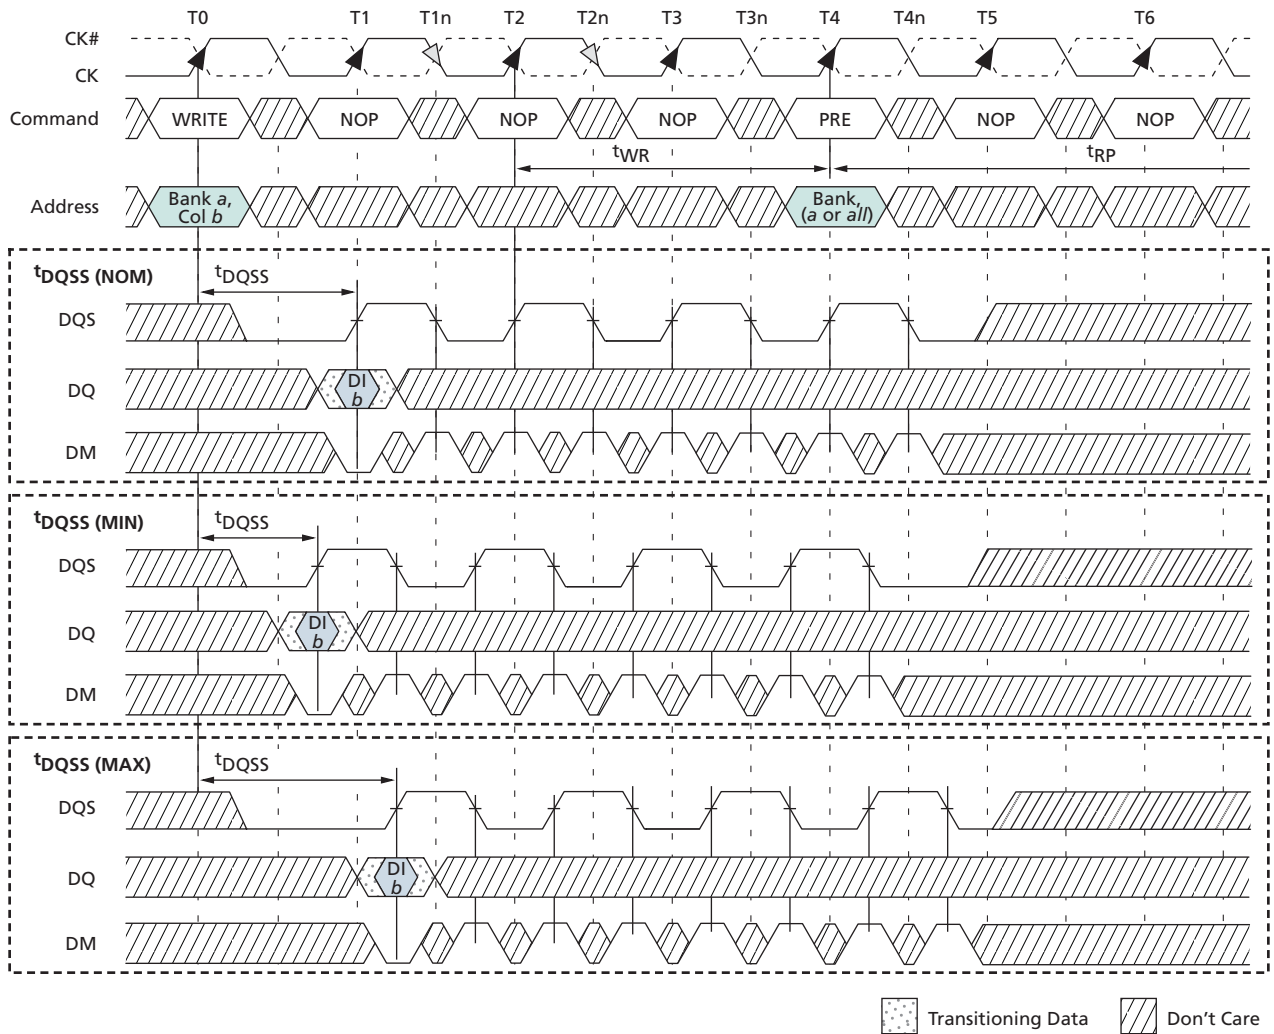 T0 T1 T1n T2 T2n T3 T3n T4 T4n T5 T6
CK#
CK
Command WRITE NOP NOP NOP PRE NOP NOP
tWR tRP
Address Bank a, Col b Bank, (a or all)
tDQSS (NOM) tDQSS
DQS
DQ DI b
DM
tDQSS (MIN) tDQSS
DQS
DQ DI b
DM
tDQSS (MAX) tDQSS
DQS
DQ DI b
DM
Transitioning Data Don't Care